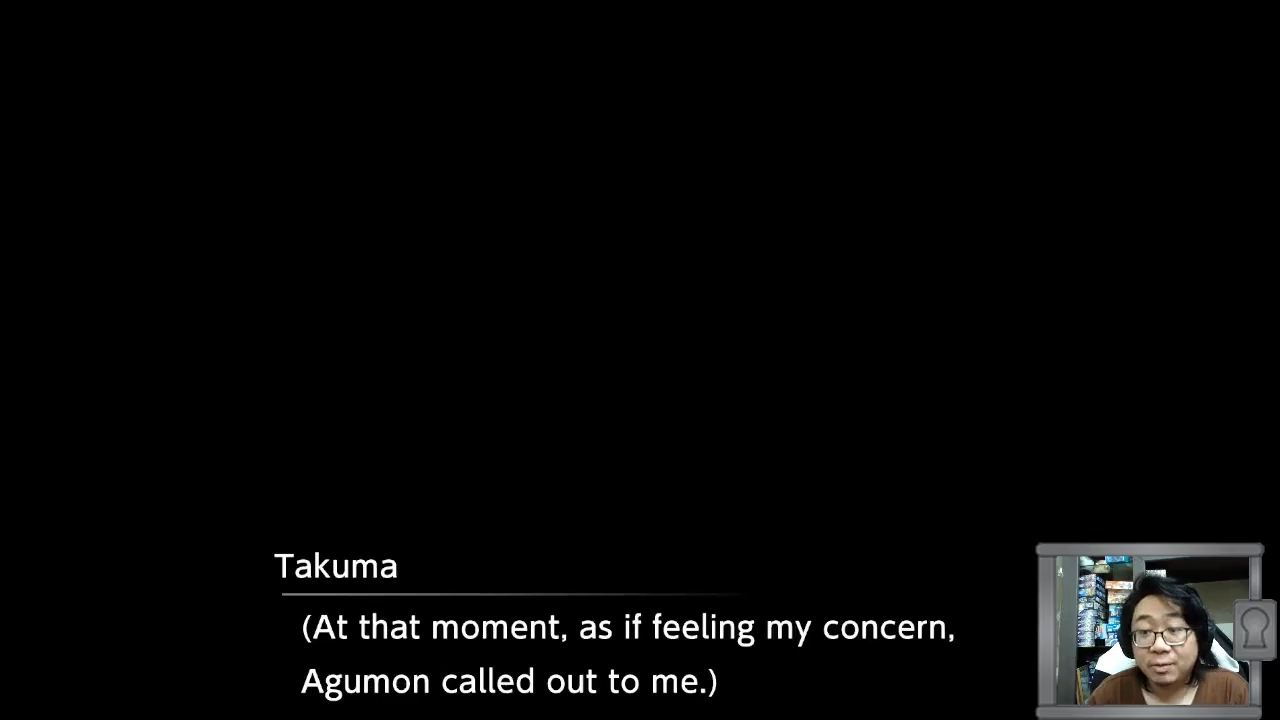 Takuma
(At that moment, as if feeling my concern,
Agumon called out to me.)